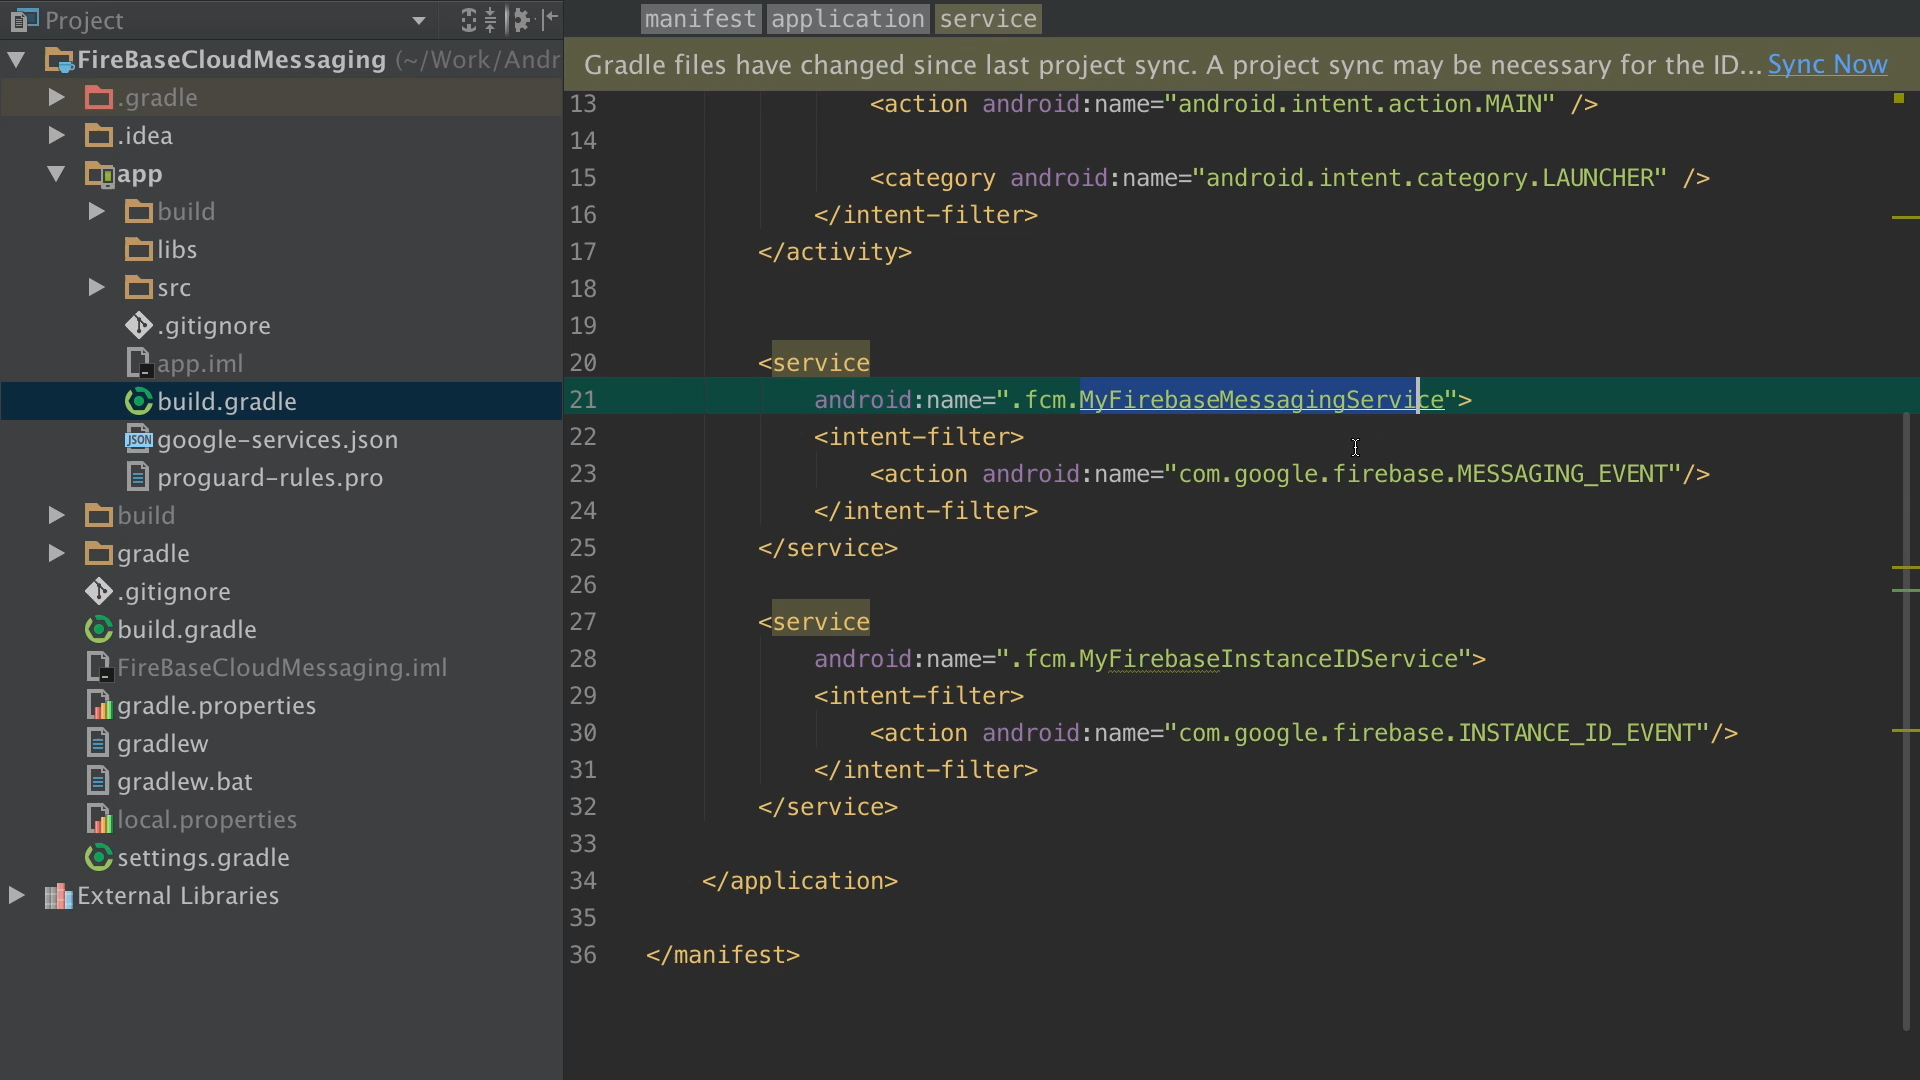 Project
FireBaseCloudMessaging (~/Work/Andr
.gradle
.idea
app
build
libs
src
.gitignore
app.iml
build.gradle
JSON google-services.json
proguard-rules.pro
build
gradle
.gitignore
build.gradle
FireBaseCloudMessaging.iml
gradle.properties
gradlew
gradlew.bat
local.properties
settings.gradle
External Libraries
manifest application service
Gradle files have changed since last project sync. A project sync may be necessary for the ID... Sync Now
13 <action android:name="android.intent.action.MAIN" />
14
15 <category android:name="android.intent.category.LAUNCHER" />
16 </intent-filter>
17 </activity>
18
19
20 <service
21 android:name=".fcm.MyFirebaseMessagingService">
22 <intent-filter>
23 <action android:name="com.google.firebase.MESSAGING_EVENT"/>
24 </intent-filter>
25 </service>
26
27 <service
28 android:name=".fcm.MyFirebaseInstanceIDService">
29 <intent-filter>
30 <action android:name="com.google.firebase.INSTANCE_ID_EVENT"/>
31 </intent-filter>
32 </service>
33
34 </application>
35
36 </manifest>